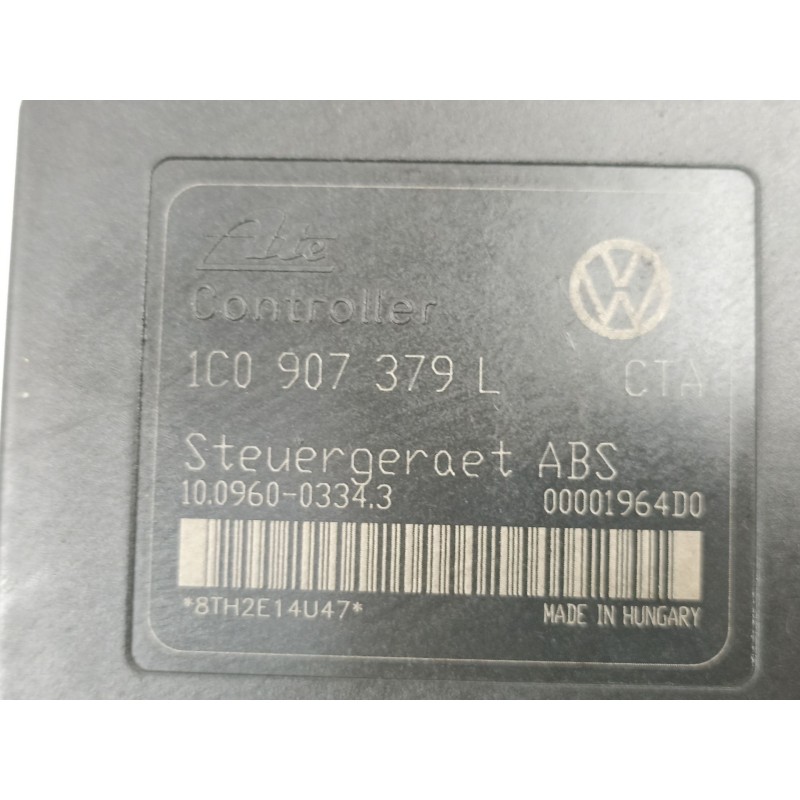 Ate
Controller
1C0 907 379 L CTA
Steuergeraet ABS
10.0960-0334.3 00001964D0
*8TH2E14U47* MADE IN HUNGARY